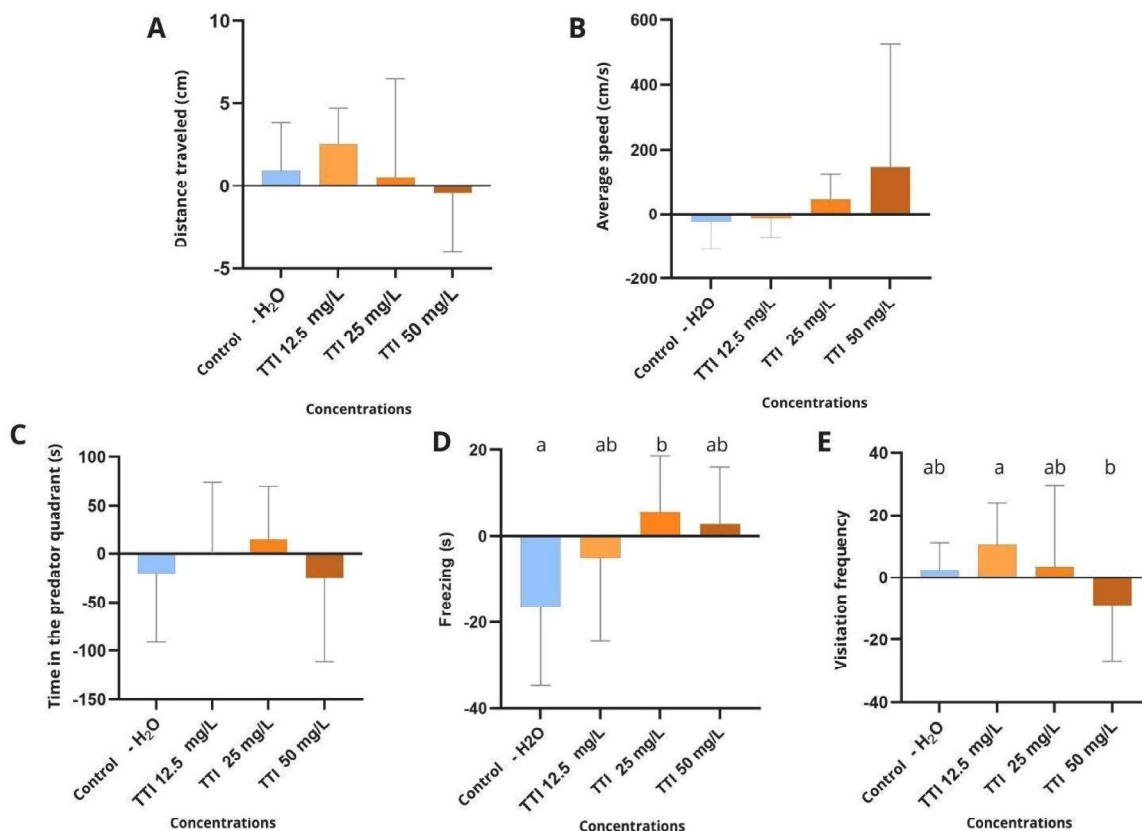 A
Distance traveled (cm)
10
5
0
-5
Control - H₂O
TTI 12.5 mg/L
TTI 25 mg/L
TTI 50 mg/L
Concentrations
B
Average speed (cm/s)
600
400
200
0
-200
Control - H2O
TTI 12.5 mg/L
TTI 25 mg/L
TTI 50 mg/L
Concentrations
C
Time in the predator quadrant (s)
100
50
0
-50
-100
-150
Control - H₂O
TTI 12.5 mg/L
TTI 25 mg/L
TTI 50 mg/L
Concentrations
D
Freezing (s)
20
0
-20
-40
a ab b ab
Control - H2O
TTI 12.5 mg/L
TTI 25 mg/L
TTI 50 mg/L
Concentrations
E
Visitation frequency
40
20
0
-20
-40
ab a ab b
Control - H₂O
TTI 12.5 mg/L
TTI 25 mg/L
TTI 50 mg/L
Concentrations